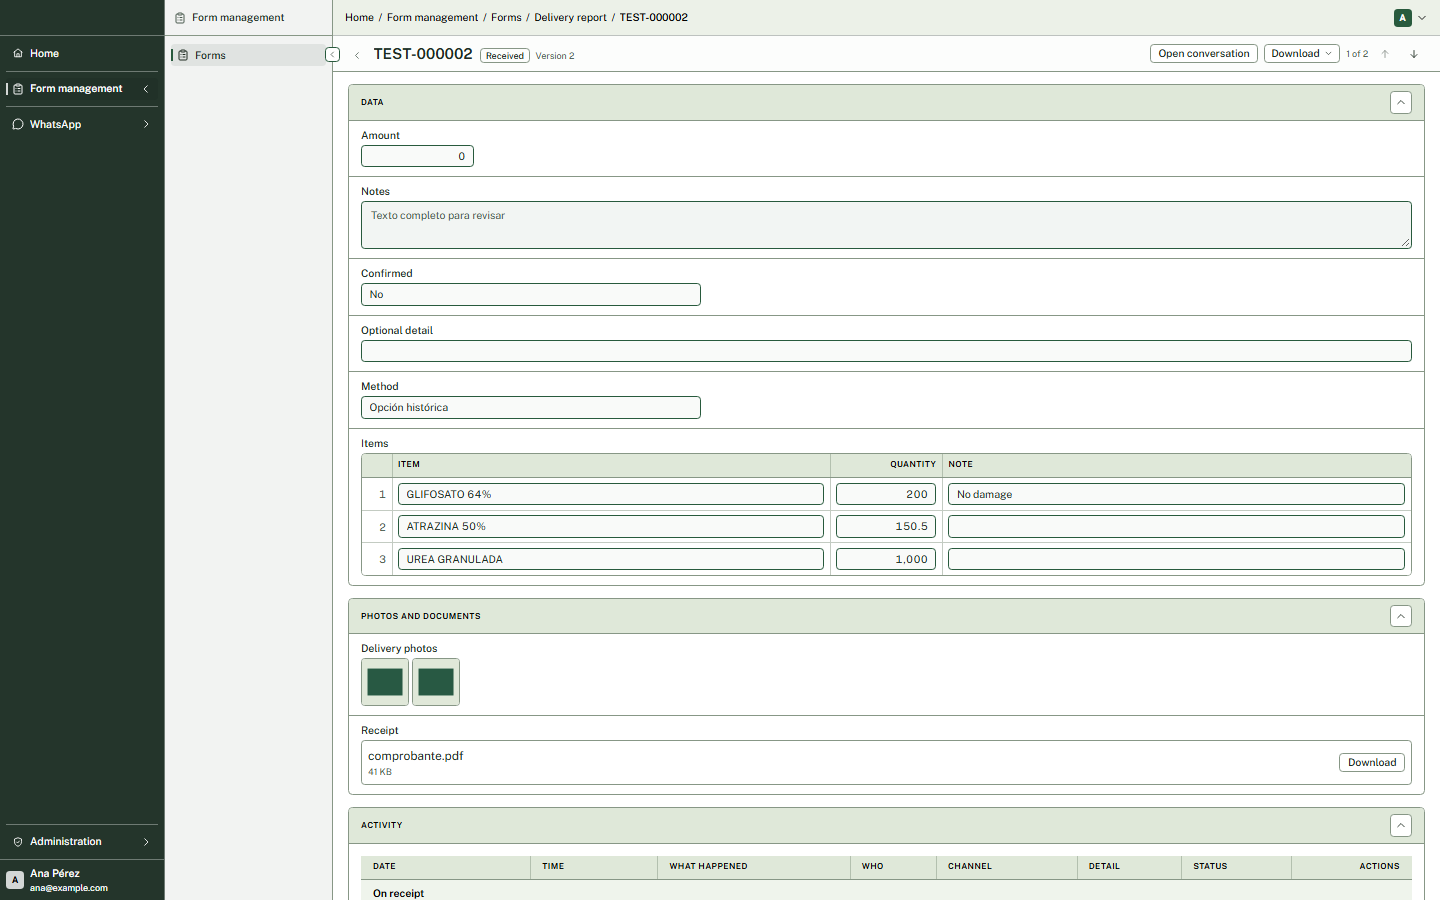 Form management
Home / Form management / Forms / Delivery report / TEST-000002
A
Home
Forms
TEST-000002
Received
Version 2
Open conversation
Download
1 of 2
Form management
WhatsApp
DATA
Amount
0
Notes
Texto completo para revisar
Confirmed
No
Optional detail
Method
Opción histórica
Items
ITEM QUANTITY NOTE
1 GLIFOSATO 64% 200 No damage
2 ATRAZINA 50% 150.5
3 UREA GRANULADA 1,000
PHOTOS AND DOCUMENTS
Delivery photos
Receipt
comprobante.pdf
41 KB
Download
ACTIVITY
DATE TIME WHAT HAPPENED WHO CHANNEL DETAIL STATUS ACTIONS
On receipt
Administration
A
Ana Pérez
ana@example.com